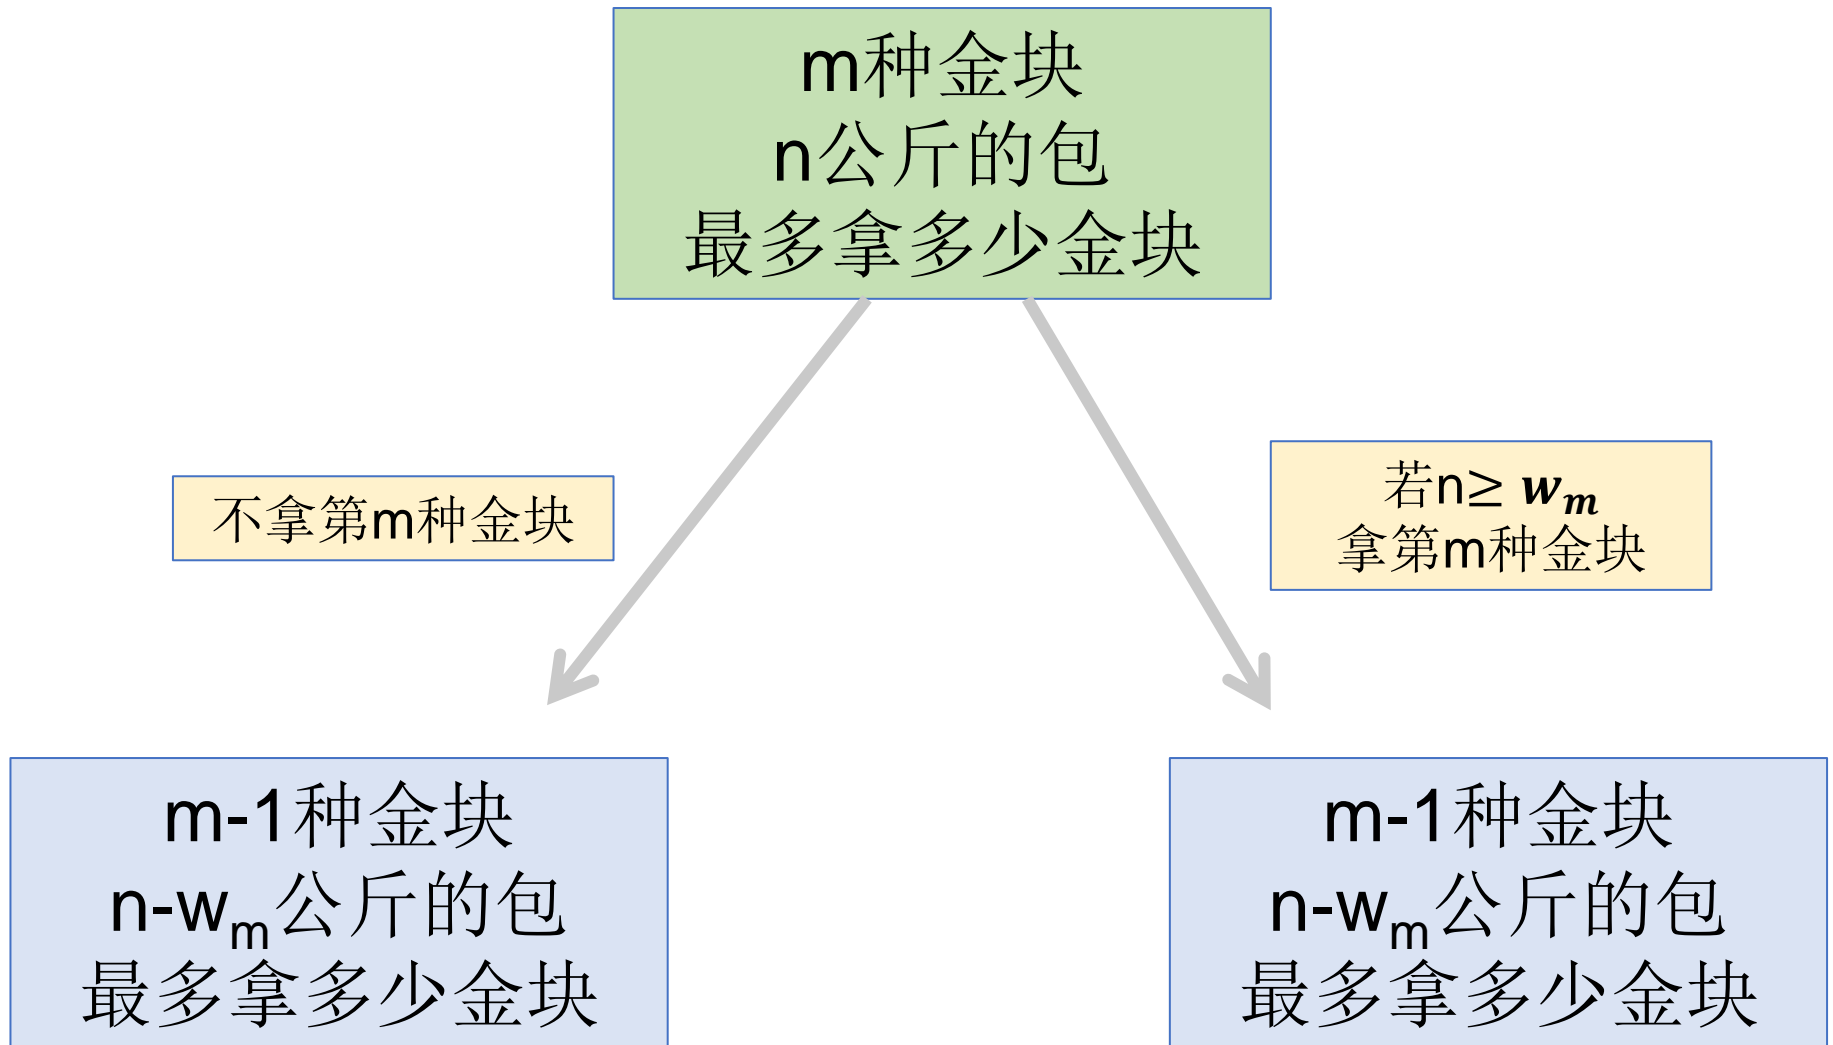 m种金块
n公斤的包
最多拿多少金块
不拿第m种金块
若n≥ wₘ
拿第m种金块
m-1种金块
n-wₘ公斤的包
最多拿多少金块
m-1种金块
n-wₘ公斤的包
最多拿多少金块